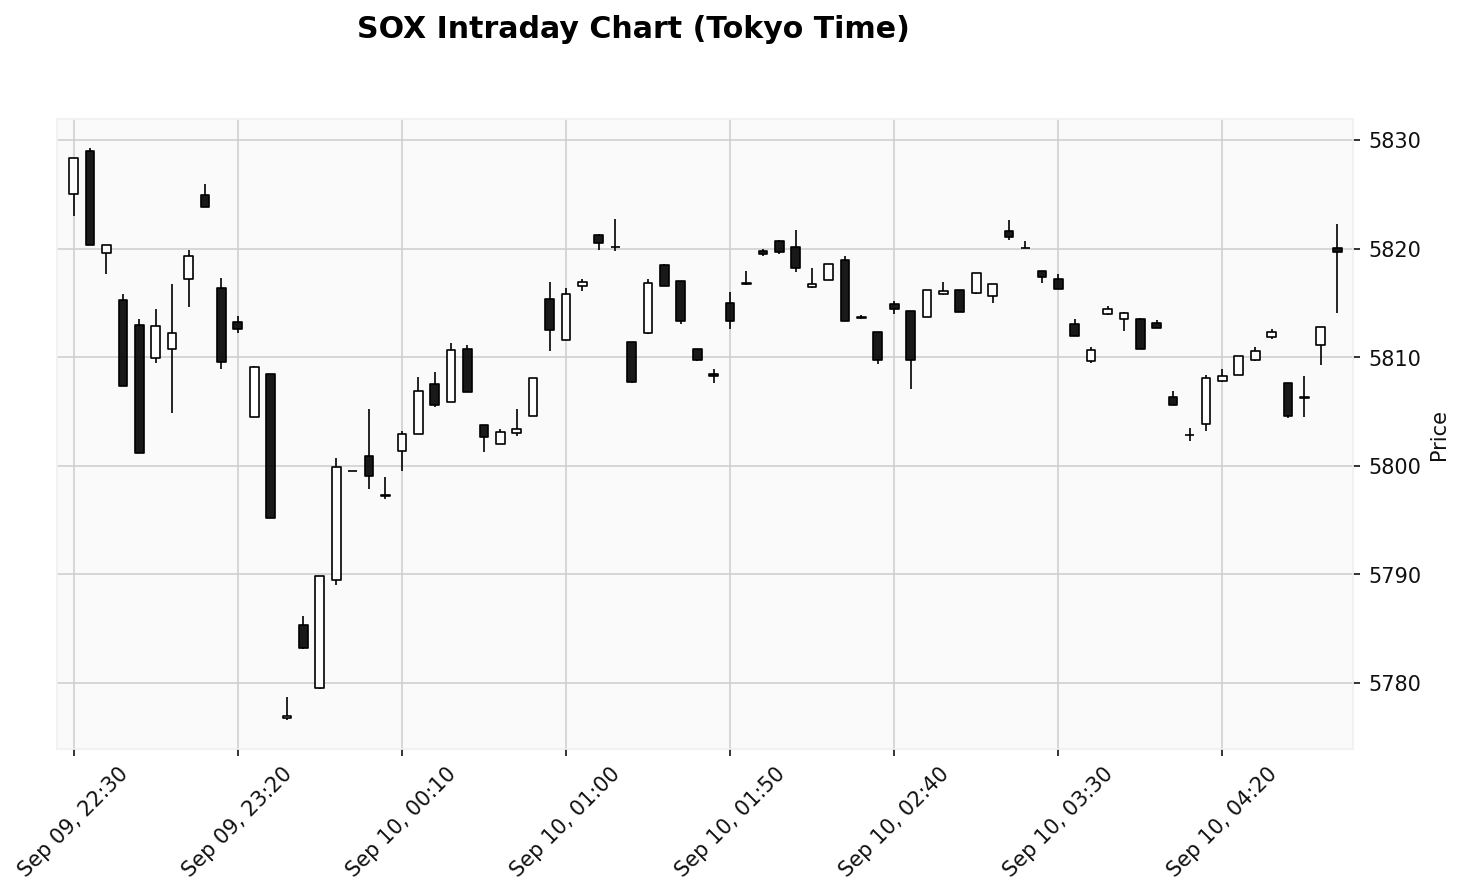 SOX Intraday Chart (Tokyo Time)
5830
5820
5810
5800
5790
5780
Price
Sep 09, 22:30
Sep 09, 23:20
Sep 10, 00:10
Sep 10, 01:00
Sep 10, 01:50
Sep 10, 02:40
Sep 10, 03:30
Sep 10, 04:20